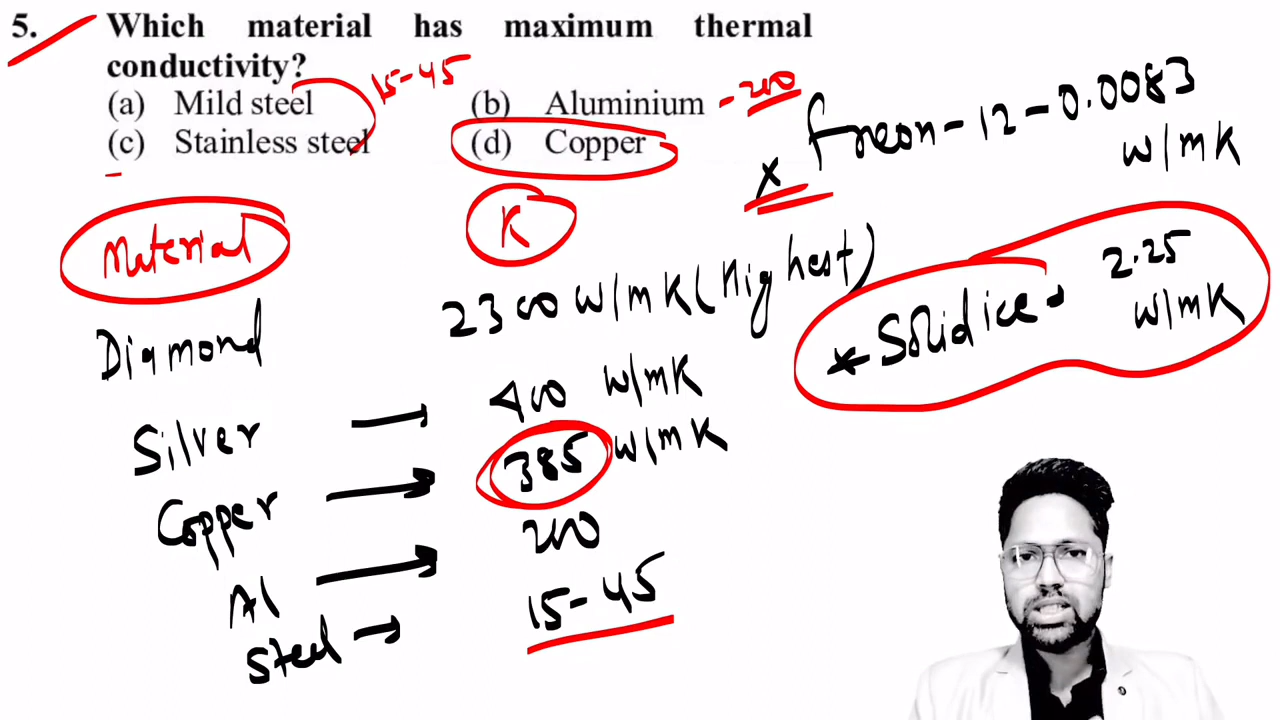 5. Which material has maximum thermal
conductivity?
(a) Mild steel (b) Aluminium - 200
(c) Stainless steel (d) Copper
15-45
Freon-12-0.0083
W/mK
x
Material K
Diamond 2300 W/mK (Highest)
* Solid ice → 2.25
W/mK
Silver → 400 W/mK
Copper → 385 W/mK
Al → 200
Steel → 15-45